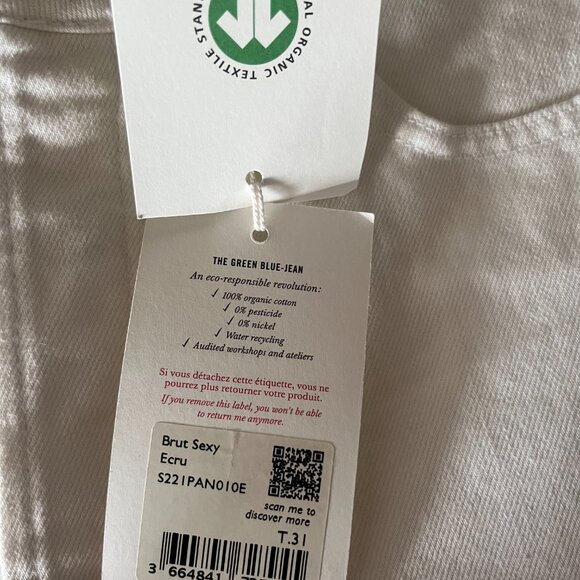 ORGANIC TEXTILE STAN
THE GREEN BLUE-JEAN
An eco-responsible revolution:
✓ 100% organic cotton
✓ 0% pesticide
✓ 0% nickel
✓ Water recycling
✓ Audited workshops and ateliers
Si vous détachez cette étiquette, vous ne
pourrez plus retourner votre produit.
If you remove this label, you won't be able
to return me anymore.
Brut Sexy
Ecru
S221PAN010E
scan me to
discover more
T.31
3 664841